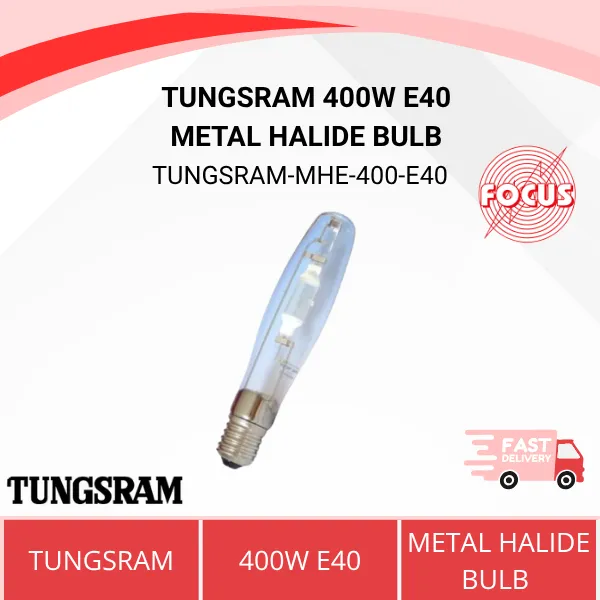 TUNGSRAM 400W E40
METAL HALIDE BULB
TUNGSRAM-MHE-400-E40
FOCUS
FAST
DELIVERY
TUNGSRAM
TUNGSRAM
400W E40
METAL HALIDE
BULB